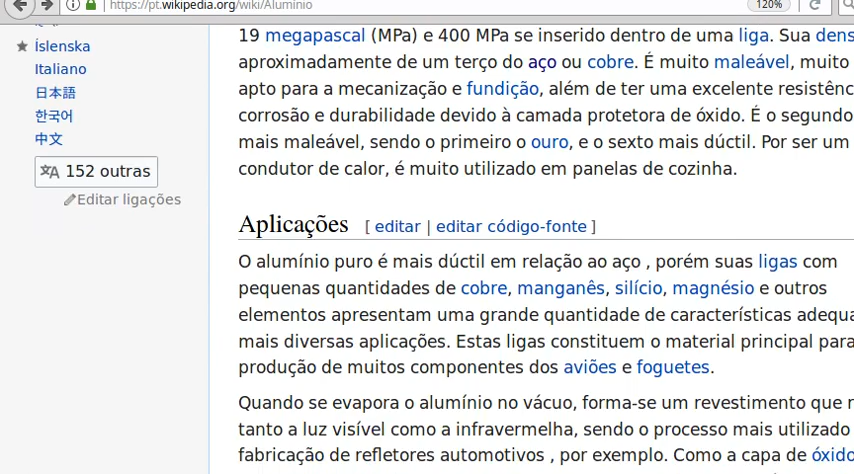 https://pt.wikipedia.org/wiki/Alumínio
120%
Íslenska
Italiano
日本語
한국어
中文
152 outras
Editar ligações
19 megapascal (MPa) e 400 MPa se inserido dentro de uma liga. Sua dens
aproximadamente de um terço do aço ou cobre. É muito maleável, muito
apto para a mecanização e fundição, além de ter uma excelente resistênc
corrosão e durabilidade devido à camada protetora de óxido. É o segundo
mais maleável, sendo o primeiro o ouro, e o sexto mais dúctil. Por ser um
condutor de calor, é muito utilizado em panelas de cozinha.
Aplicações [ editar | editar código-fonte ]
O alumínio puro é mais dúctil em relação ao aço , porém suas ligas com
pequenas quantidades de cobre, manganês, silício, magnésio e outros
elementos apresentam uma grande quantidade de características adequa
mais diversas aplicações. Estas ligas constituem o material principal para
produção de muitos componentes dos aviões e foguetes.
Quando se evapora o alumínio no vácuo, forma-se um revestimento que r
tanto a luz visível como a infravermelha, sendo o processo mais utilizado
fabricação de refletores automotivos , por exemplo. Como a capa de óxido